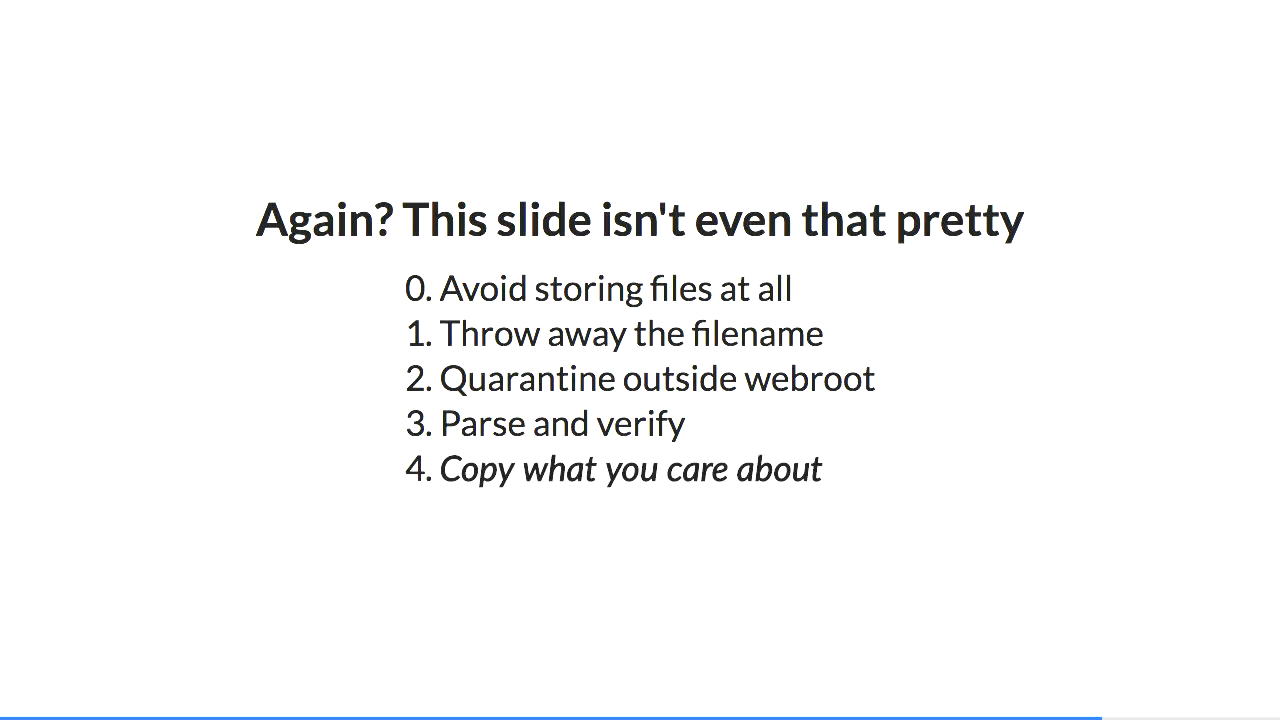 Again? This slide isn't even that pretty
0. Avoid storing files at all
1. Throw away the filename
2. Quarantine outside webroot
3. Parse and verify
4. Copy what you care about